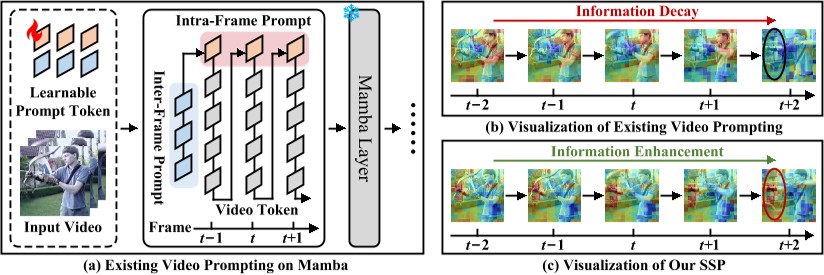 Learnable
Prompt Token
Input Video
Intra-Frame Prompt
Inter-Frame Prompt
Video Token
Frame
t−1
t
t+1
Mamba Layer
(a) Existing Video Prompting on Mamba
Information Decay
t−2
t−1
t
t+1
t+2
(b) Visualization of Existing Video Prompting
Information Enhancement
t−2
t−1
t
t+1
t+2
(c) Visualization of Our SSP